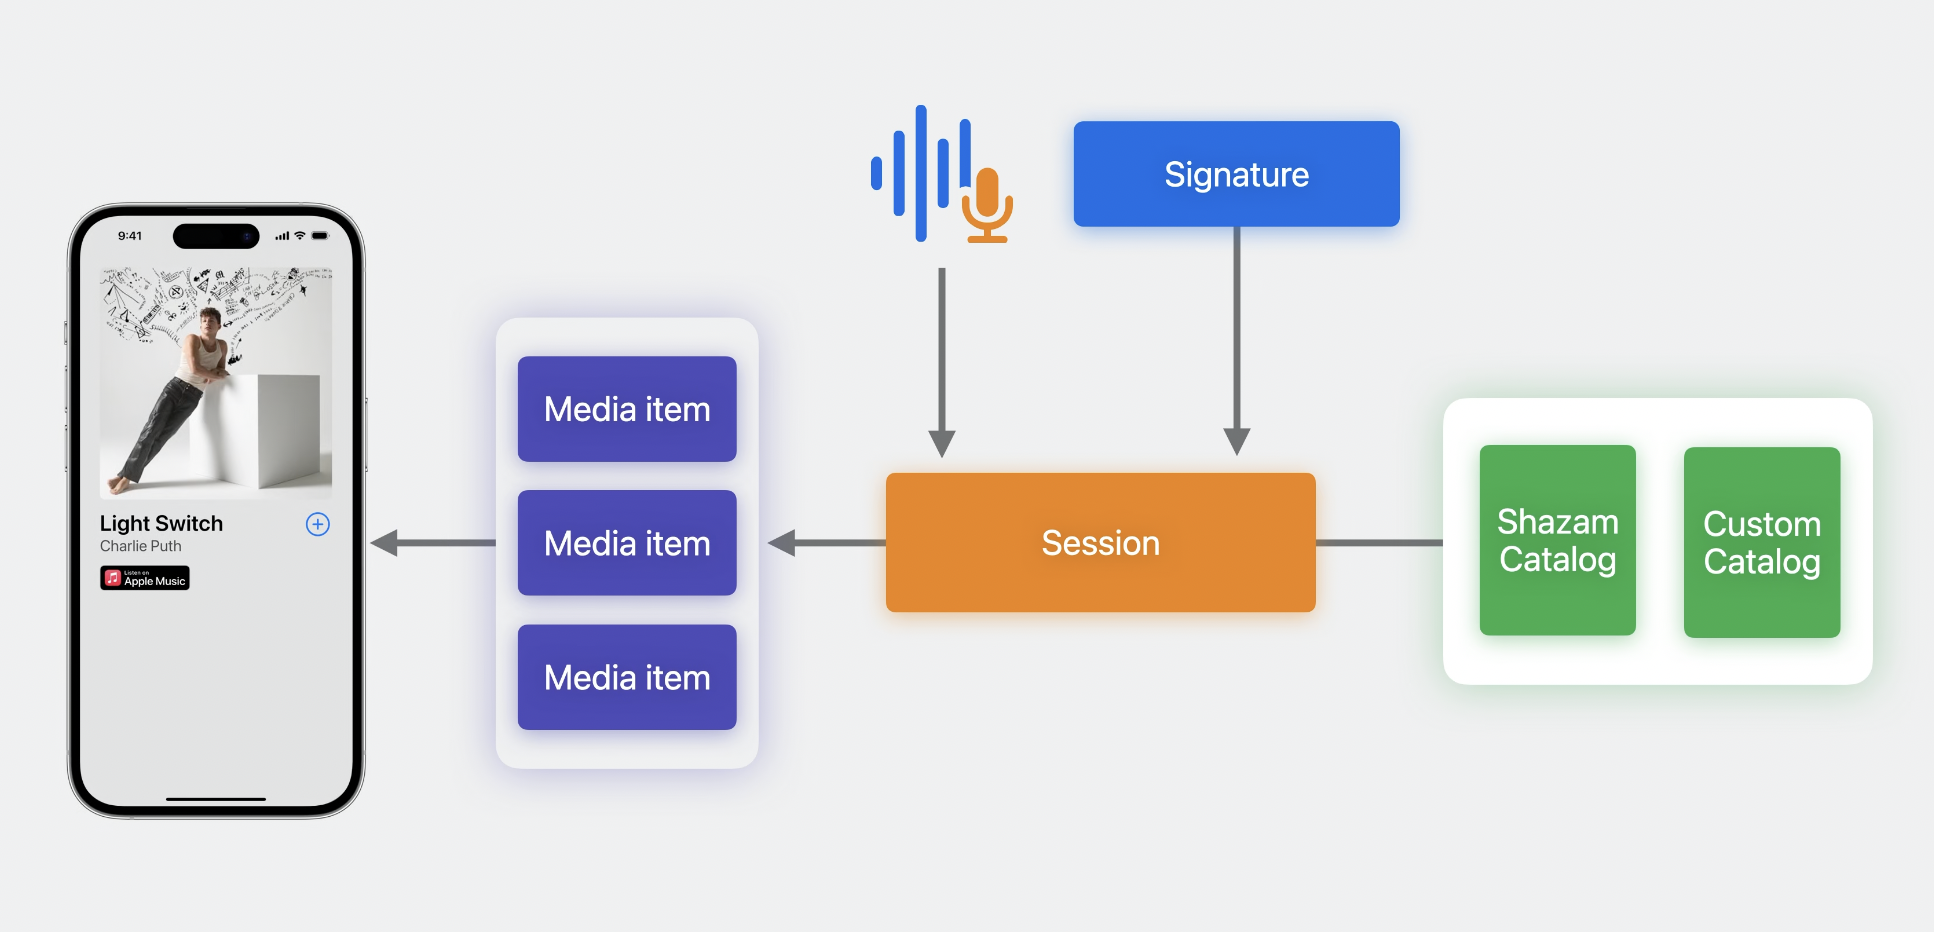 9:41
Light Switch
Charlie Puth
Listen on
Apple Music
Media item
Media item
Media item
Signature
Session
Shazam
Catalog
Custom
Catalog